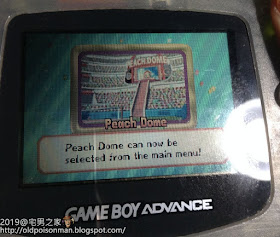 PEACH DOME
Peach Dome
Peach Dome can now be
selected from the main menu!
GAME BOY ADVANCE
2019@宅男之家
http://oldpoisonman.blogspot.com/